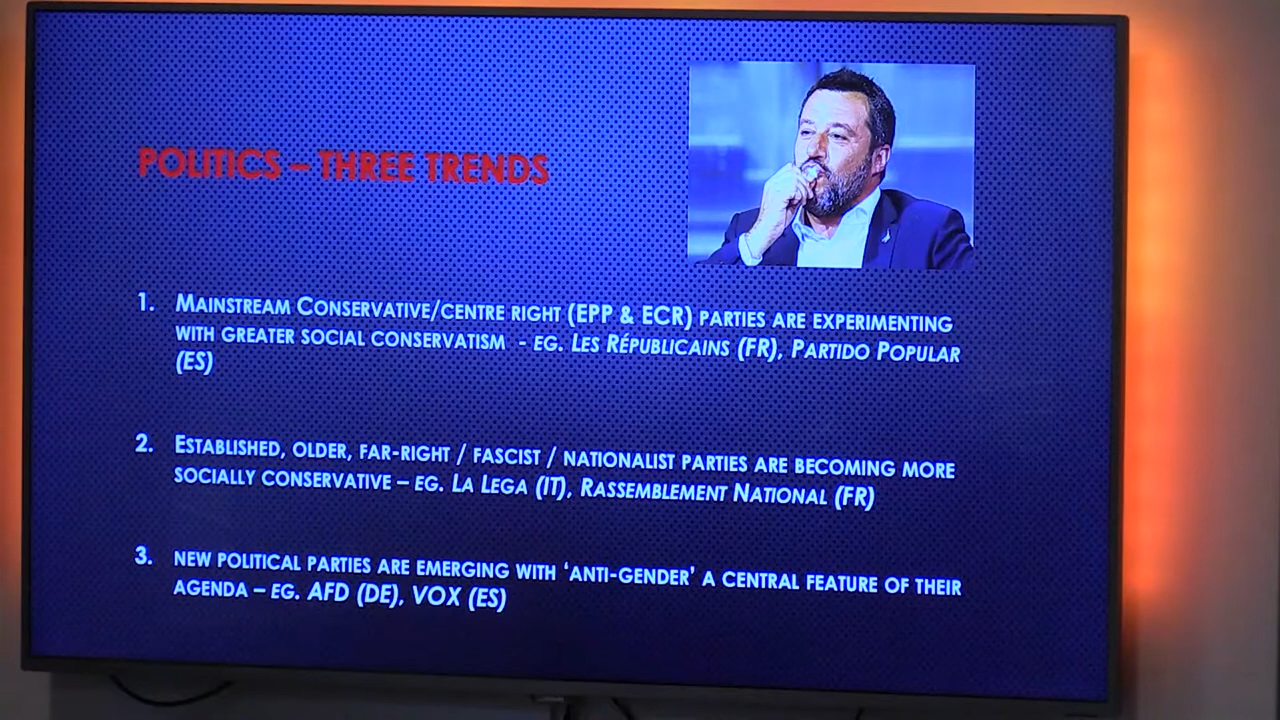 POLITICS – THREE TRENDS
1. MAINSTREAM CONSERVATIVE/CENTRE RIGHT (EPP & ECR) PARTIES ARE EXPERIMENTING
WITH GREATER SOCIAL CONSERVATISM - EG. LES RÉPUBLICAINS (FR), PARTIDO POPULAR
(ES)
2. ESTABLISHED, OLDER, FAR-RIGHT / FASCIST / NATIONALIST PARTIES ARE BECOMING MORE
SOCIALLY CONSERVATIVE – EG. LA LEGA (IT), RASSEMBLEMENT NATIONAL (FR)
3. NEW POLITICAL PARTIES ARE EMERGING WITH ‘ANTI-GENDER’ A CENTRAL FEATURE OF THEIR
AGENDA – EG. AFD (DE), VOX (ES)